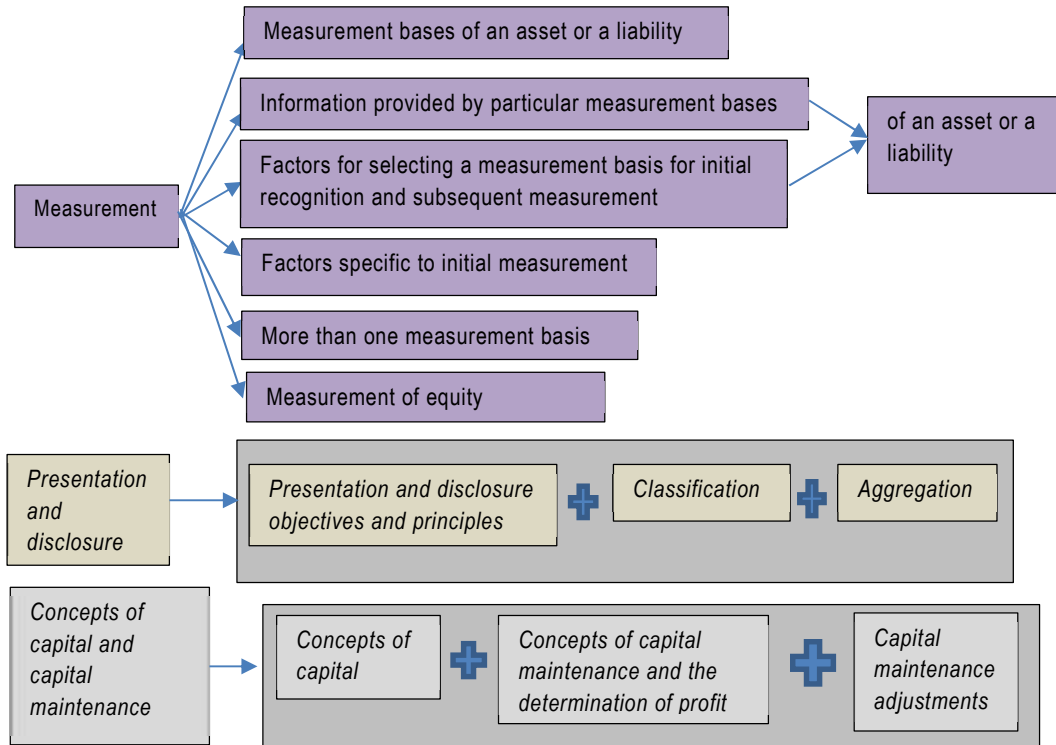 Measurement bases of an asset or a liability
Information provided by particular measurement bases
of an asset or a
liability
Factors for selecting a measurement basis for initial
recognition and subsequent measurement
Measurement
Factors specific to initial measurement
More than one measurement basis
Measurement of equity
Presentation
and
disclosure
Presentation and disclosure
objectives and principles
Classification
Aggregation
Concepts of
capital and
capital
maintenance
Concepts of
capital
Concepts of capital
maintenance and the
determination of profit
Capital
maintenance
adjustments